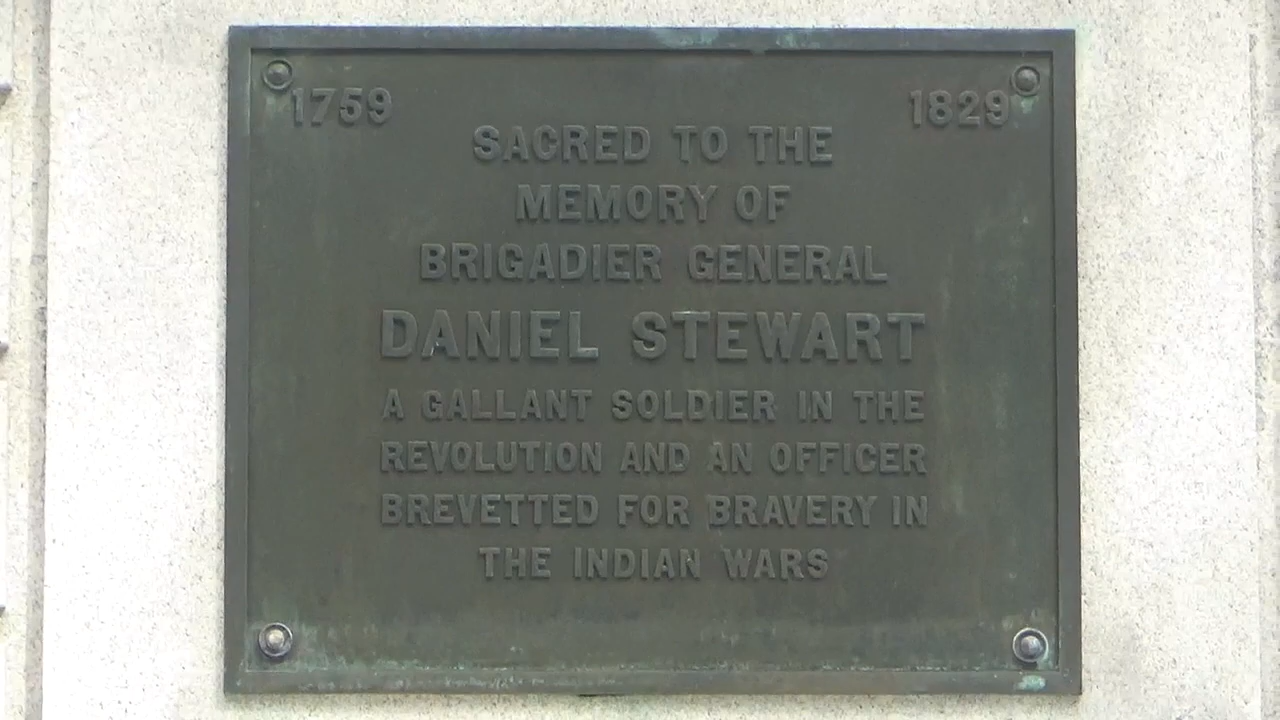 1759 1829
SACRED TO THE
MEMORY OF
BRIGADIER GENERAL
DANIEL STEWART
A GALLANT SOLDIER IN THE
REVOLUTION AND AN OFFICER
BREVETTED FOR BRAVERY IN
THE INDIAN WARS